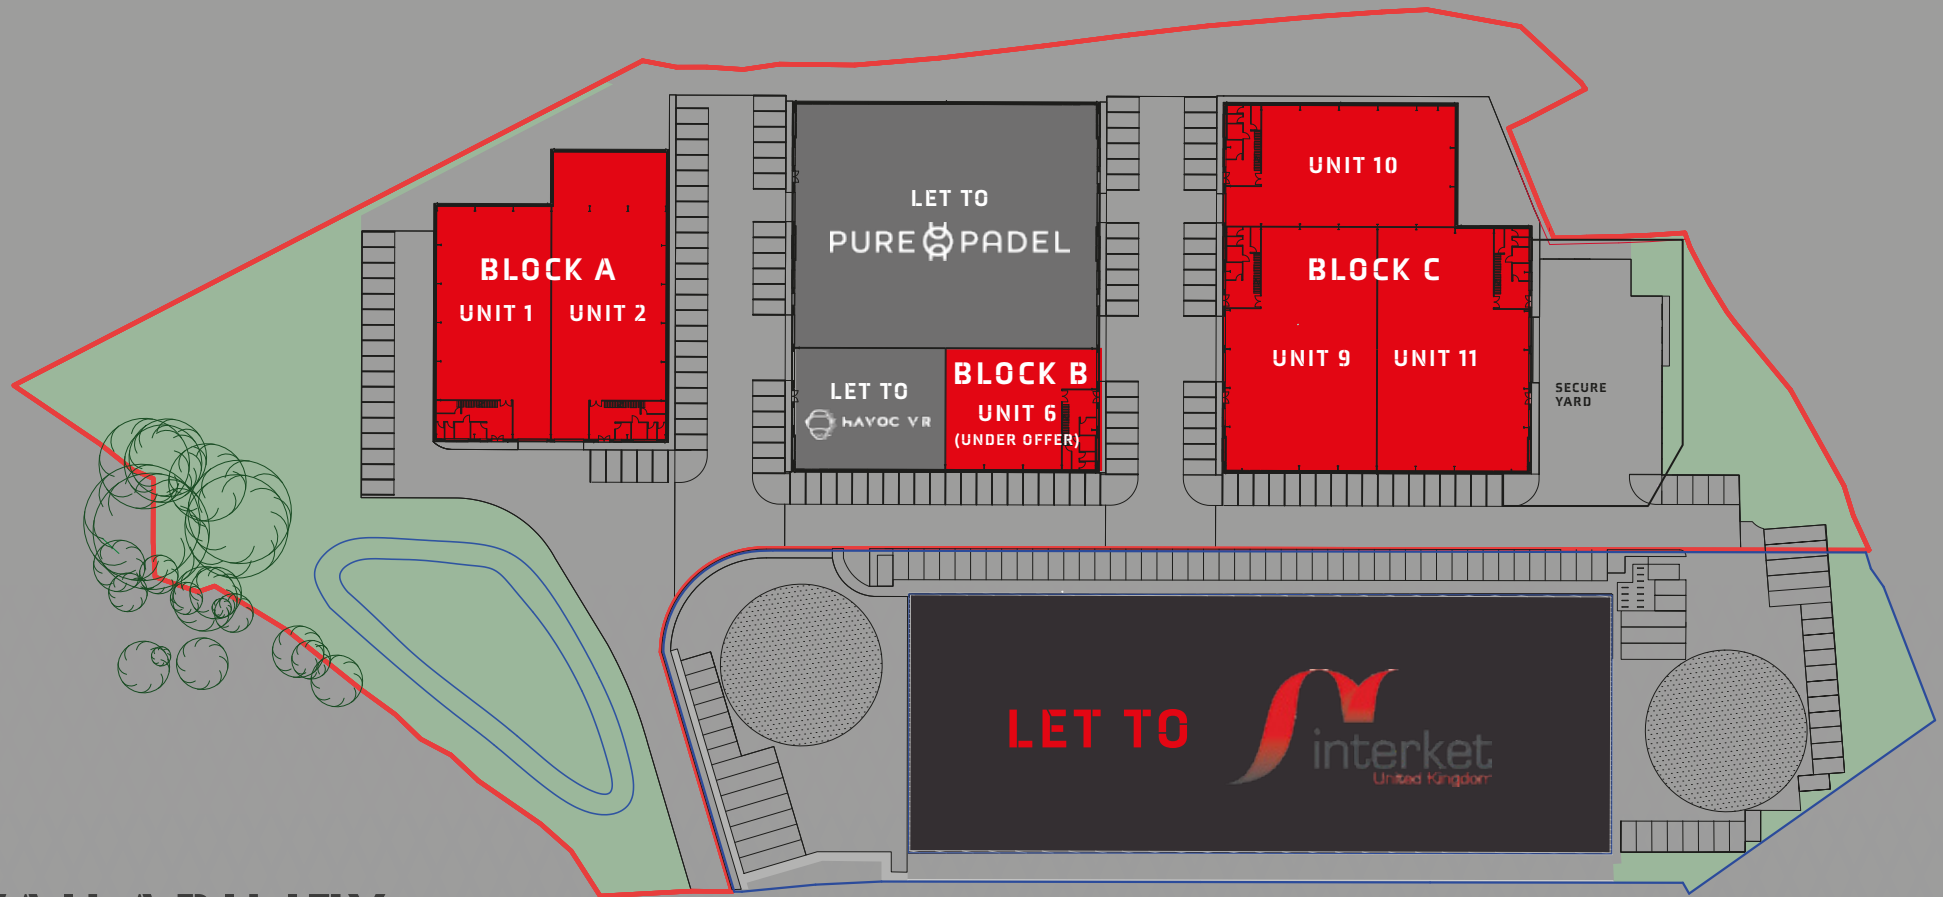 BLOCK A
UNIT 1
UNIT 2
LET TO
PURE PADEL
LET TO
hAVOC VR
BLOCK B
UNIT 6
(UNDER OFFER)
UNIT 10
BLOCK C
UNIT 9
UNIT 11
SECURE
YARD
LET TO
interket
United Kingdom